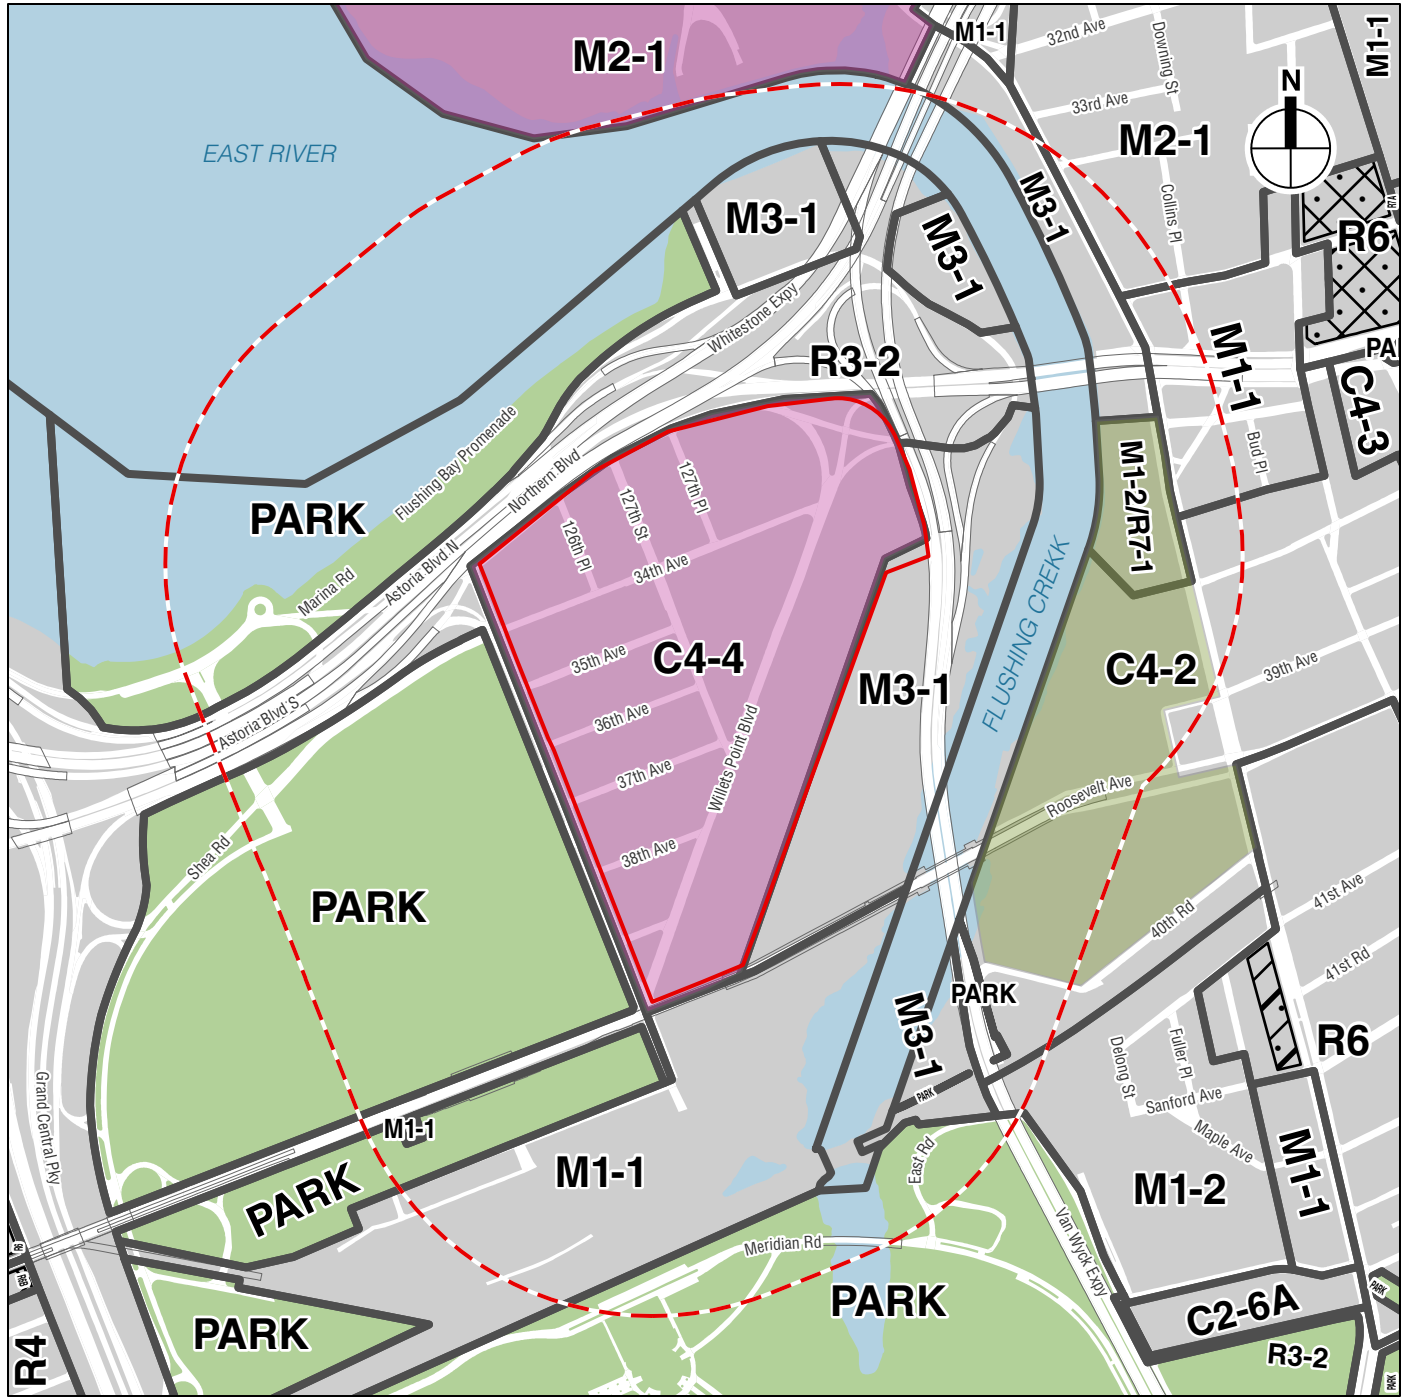 M2-1
M1-1
32nd Ave
Downing St
M1-1
N
33rd Ave
M2-1
EAST RIVER
M3-1
M3-1
M3-1
Collins Pl
R7A
R6
Whitestone Expy
R3-2
M1-1
PA
C4-3
Flushing Bay Promenade
Northern Blvd
127th Pl
127th St
126th Pl
Bud Pl
M1-2/R7-1
PARK
Astoria Blvd N
Marina Rd
34th Ave
FLUSHING CREKK
35th Ave
C4-4
M3-1
C4-2
39th Ave
Astoria Blvd S
36th Ave
37th Ave
Willets Point Blvd
Roosevelt Ave
Shea Rd
38th Ave
PARK
40th Rd
41st Ave
41st Rd
PARK
M3-1
R6
Delong St
Fuller Pl
Grand Central Pky
PARK
Sanford Ave
M1-1
Maple Ave
East Rd
M1-1
M1-2
M1-1
PARK
Van Wyck Expy
Meridian Rd
R6B
PARK
PARK
C2-6A
PARK
R4
R3-2
PARK